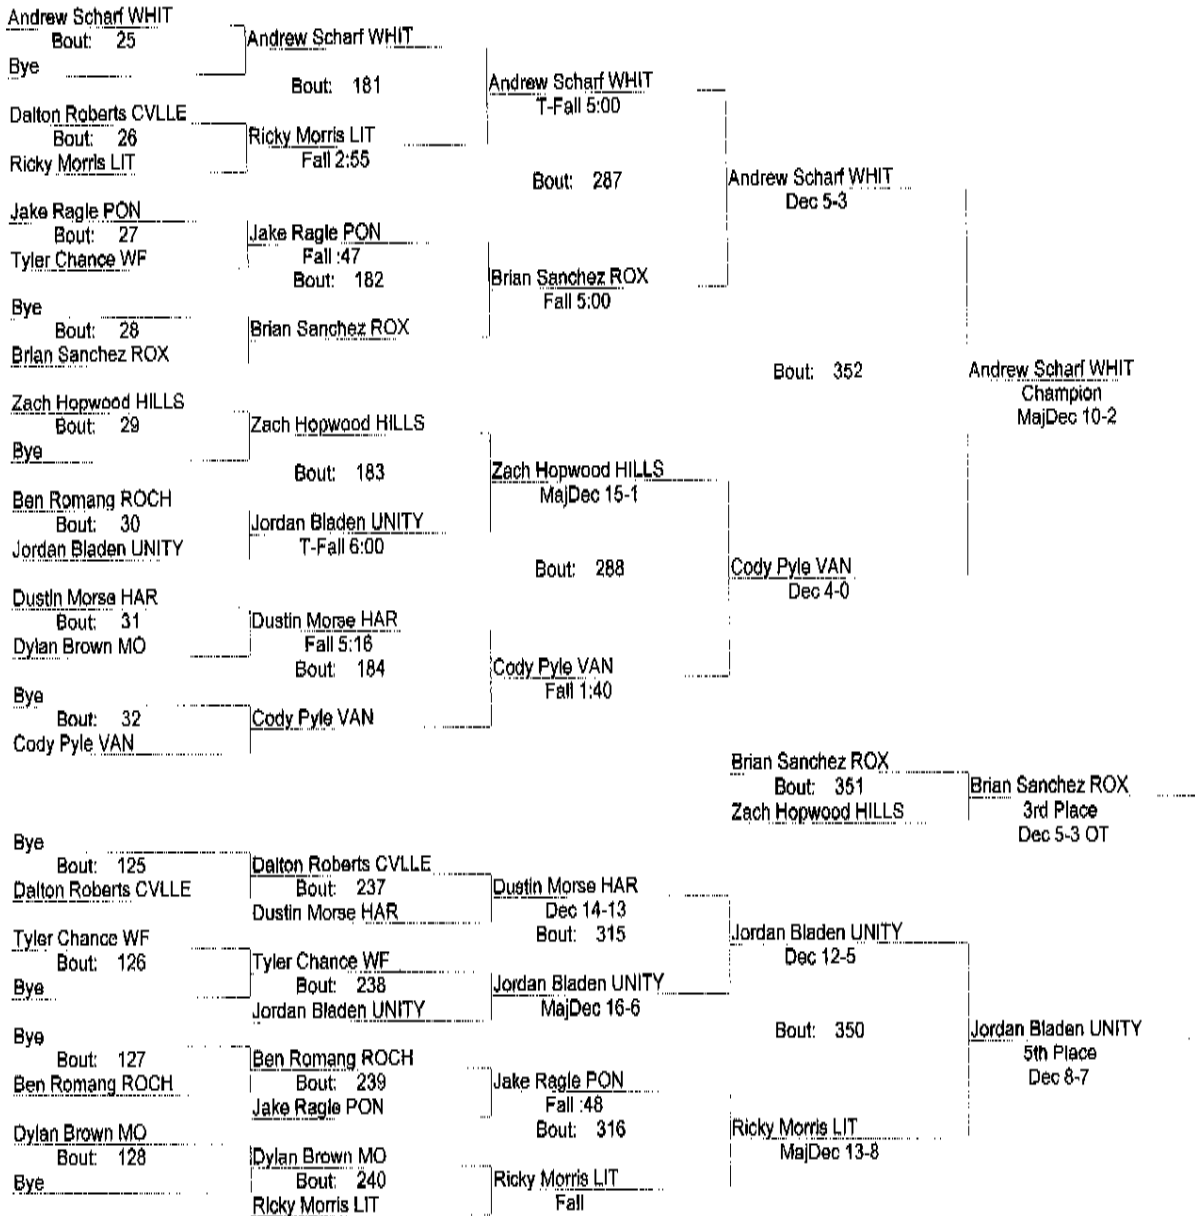 Andrew Scharf WHIT
Bout: 25
Bye
Andrew Scharf WHIT
Bout: 181
Dalton Roberts CVLLE
Bout: 26
Ricky Morris LIT
Ricky Morris LIT
Fall 2:55
Andrew Scharf WHIT
T-Fall 5:00
Bout: 287
Jake Ragle PON
Bout: 27
Tyler Chance WF
Jake Ragle PON
Fall :47
Bout: 182
Bye
Bout: 28
Brian Sanchez ROX
Brian Sanchez ROX
Brian Sanchez ROX
Fall 5:00
Andrew Scharf WHIT
Dec 5-3
Bout: 352
Andrew Scharf WHIT
Champion
MajDec 10-2
Zach Hopwood HILLS
Bout: 29
Bye
Zach Hopwood HILLS
Bout: 183
Ben Romang ROCH
Bout: 30
Jordan Bladen UNITY
Jordan Bladen UNITY
T-Fall 6:00
Zach Hopwood HILLS
MajDec 15-1
Bout: 288
Dustin Morse HAR
Bout: 31
Dylan Brown MO
Dustin Morse HAR
Fall 5:16
Bout: 184
Bye
Bout: 32
Cody Pyle VAN
Cody Pyle VAN
Cody Pyle VAN
Fall 1:40
Cody Pyle VAN
Dec 4-0
Brian Sanchez ROX
Bout: 351
Zach Hopwood HILLS
Brian Sanchez ROX
3rd Place
Dec 5-3 OT
Bye
Bout: 125
Dalton Roberts CVLLE
Dalton Roberts CVLLE
Bout: 237
Dustin Morse HAR
Dustin Morse HAR
Dec 14-13
Bout: 315
Tyler Chance WF
Bout: 126
Bye
Tyler Chance WF
Bout: 238
Jordan Bladen UNITY
Jordan Bladen UNITY
MajDec 16-6
Jordan Bladen UNITY
Dec 12-5
Bout: 350
Jordan Bladen UNITY
5th Place
Dec 8-7
Bye
Bout: 127
Ben Romang ROCH
Ben Romang ROCH
Bout: 239
Jake Ragle PON
Jake Ragle PON
Fall :48
Bout: 316
Dylan Brown MO
Bout: 128
Bye
Dylan Brown MO
Bout: 240
Ricky Morris LIT
Ricky Morris LIT
Fall
Ricky Morris LIT
MajDec 13-8